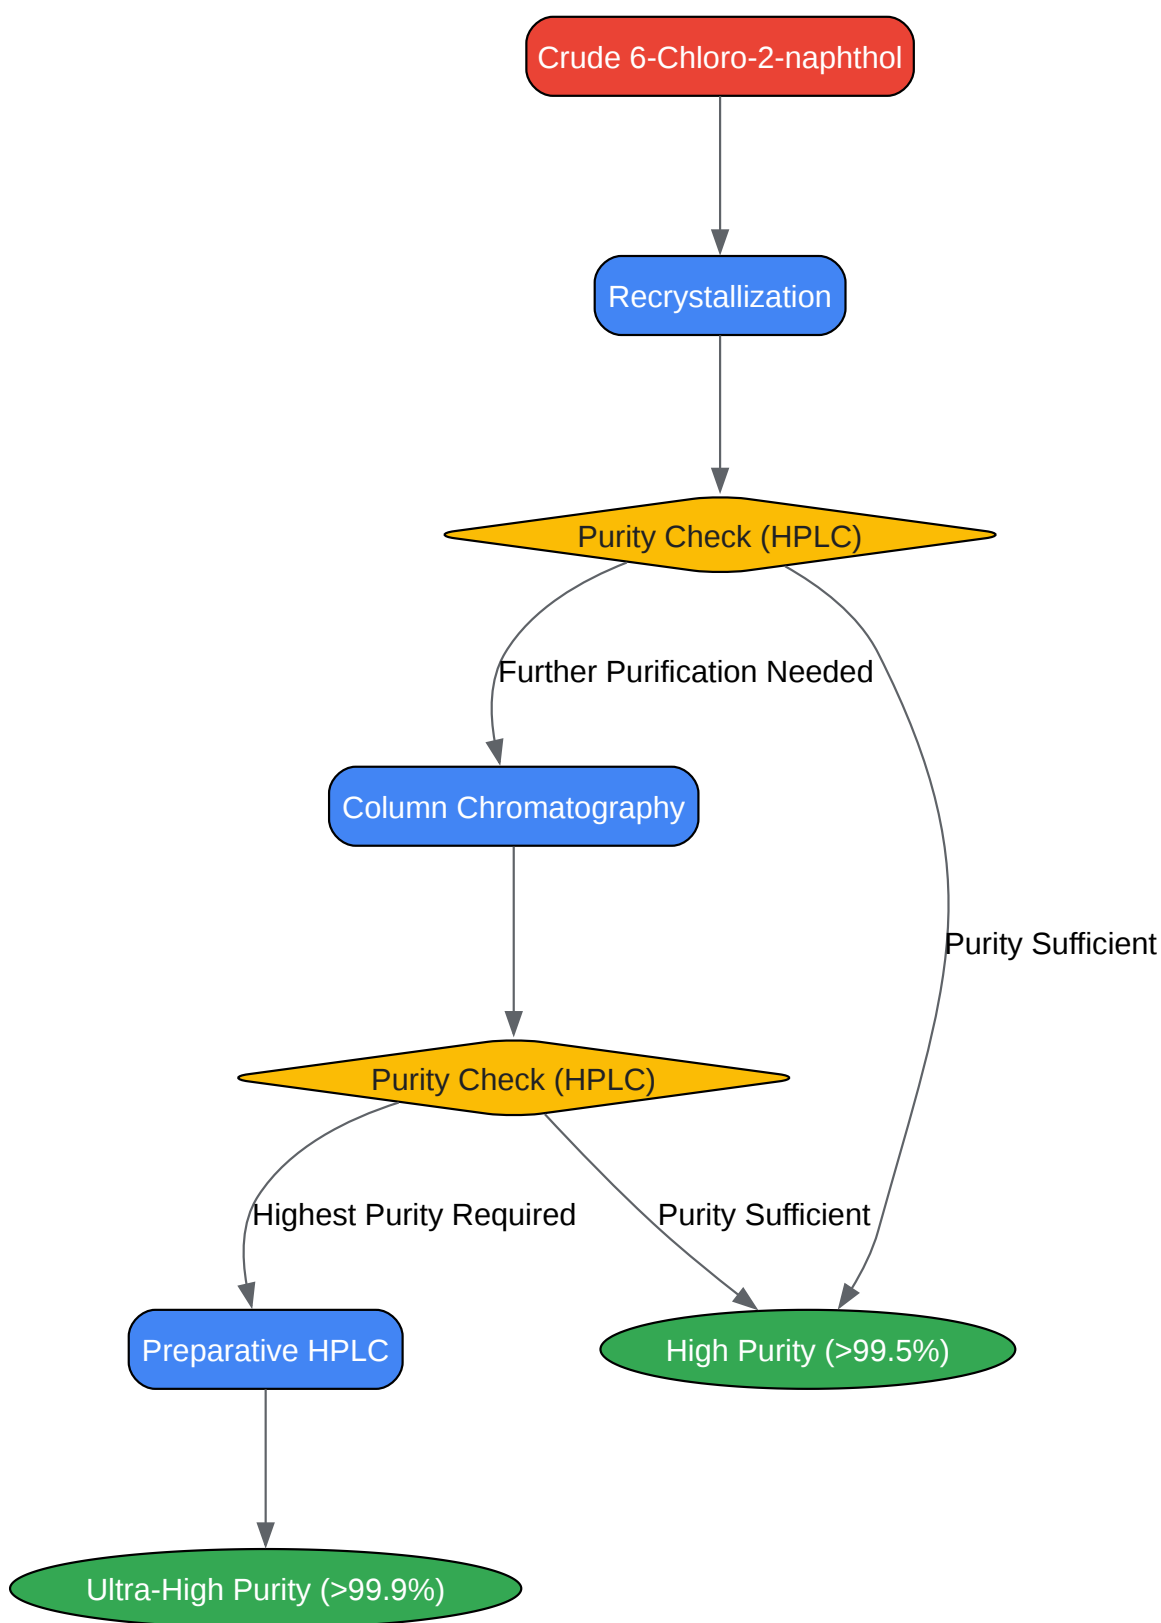 Crude 6-Chloro-2-naphthol
Recrystallization
Purity Check (HPLC)
Further Purification Needed
Column Chromatography
Purity Sufficient
Purity Check (HPLC)
Highest Purity Required
Purity Sufficient
Preparative HPLC
High Purity (>99.5%)
Ultra-High Purity (>99.9%)